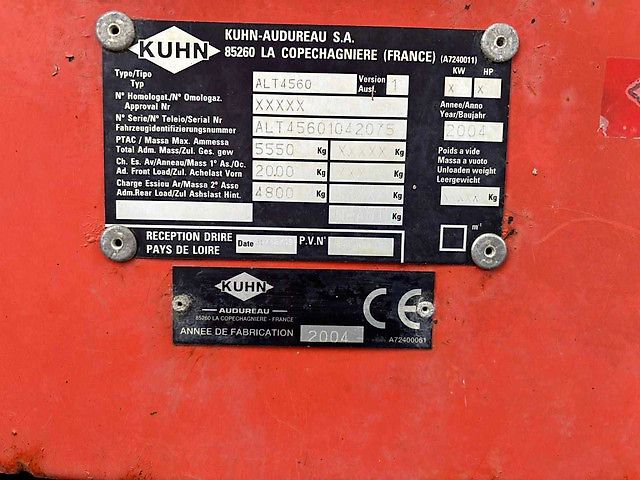 KUHN
KUHN-AUDUREAU S.A.
85260 LA COPECHAGNIERE (FRANCE) (A7240011)
Type/Tipo
Typ
ALT4560
Version
Ausf.
1
KW HP
X X
N° Homologat./N° Omologaz.
Approval Nr
XXXXX
Annee/Anno
Year/Baujahr
2004
N° Serie/N° Teleio/Serial Nr
Fahrzeugidentifizierungsnummer
ALT45601042075
PTAC / Massa Max. Ammessa
Total Adm. Mass/Zul. Ges. gew
5550 Kg Kg
Poids a vide
Massa a vuoto
Unloaden weight
Leergewicht
Kg
Ch. Es. Av/Anneau/Mass 1° As./Oc.
Ad. Front Load/Zul. Achelast Vorn
2000 Kg Kg
Charge Essieu Ar/Massa 2° Asso
Adm.Rear Load/Zul Ashslast Hint.
4800 Kg Kg
Kg
m³
RECEPTION DRIRE
PAYS DE LOIRE
Date
P.V.N°
KUHN
AUDUREAU
85260 LA COPECHAGNIERE - FRANCE
CE
ANNEE DE FABRICATION 2004
A72400061